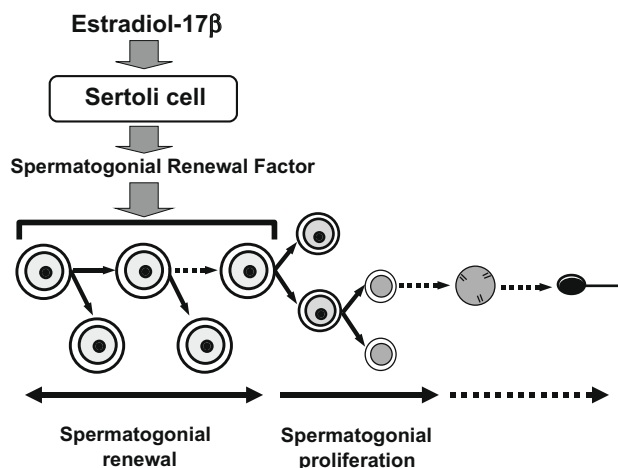 Estradiol-17β
Sertoli cell
Spermatogonial Renewal Factor
Spermatogonial
renewal
Spermatogonial
proliferation